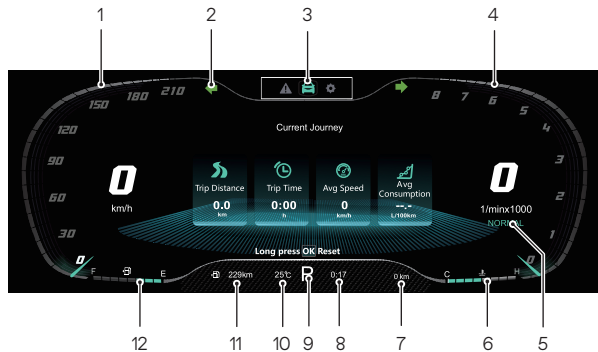 1 2 3 4
150 180 210 8 7 6
120 5
Current Journey 4
90 3
Trip Distance Trip Time Avg Speed Avg Consumption
0 0.0 0:00 0 --.- 0
km h km/h L/100km
km/h 1/minx1000
60 2
NORMAL
30 1
Long press OK Reset
0 0
F E C H
229km 25℃ P 0:17 0 km
12 11 10 9 8 7 6 5